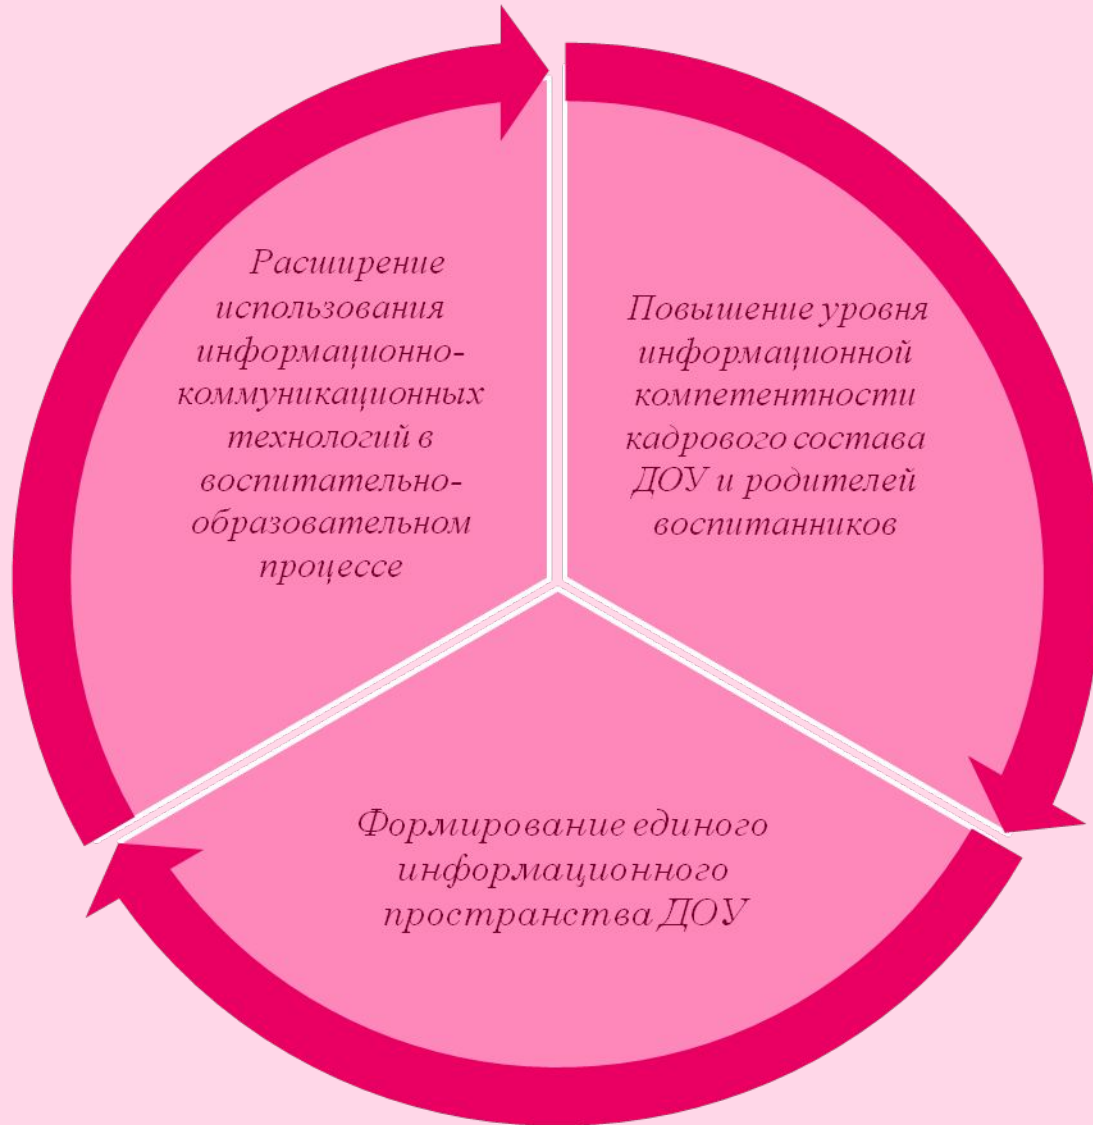 Расширение
использования
информационно-
коммуникационных
технологий в
воспитательно-
образовательном
процессе
Повышение уровня
информационной
компетентности
кадрового состава
ДОУ и родителей
воспитанников
Формирование единого
информационного
пространства ДОУ